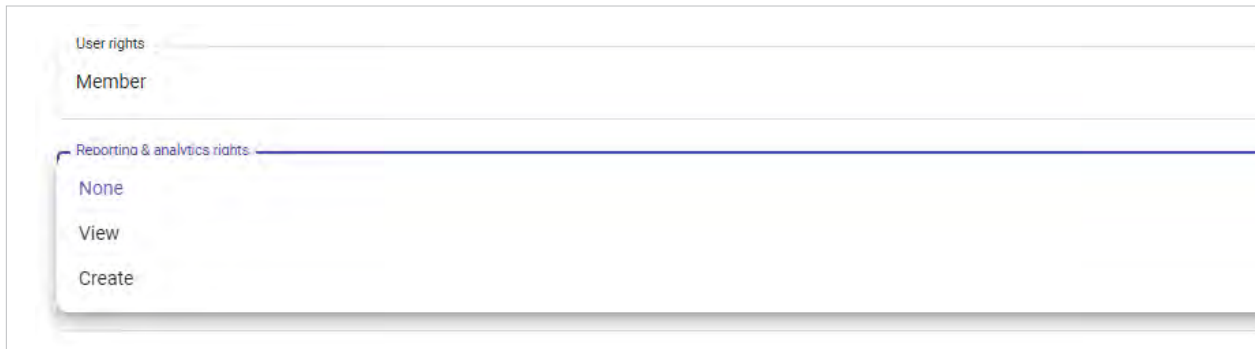 User rights
Member
Reporting & analytics rights
None
View
Create